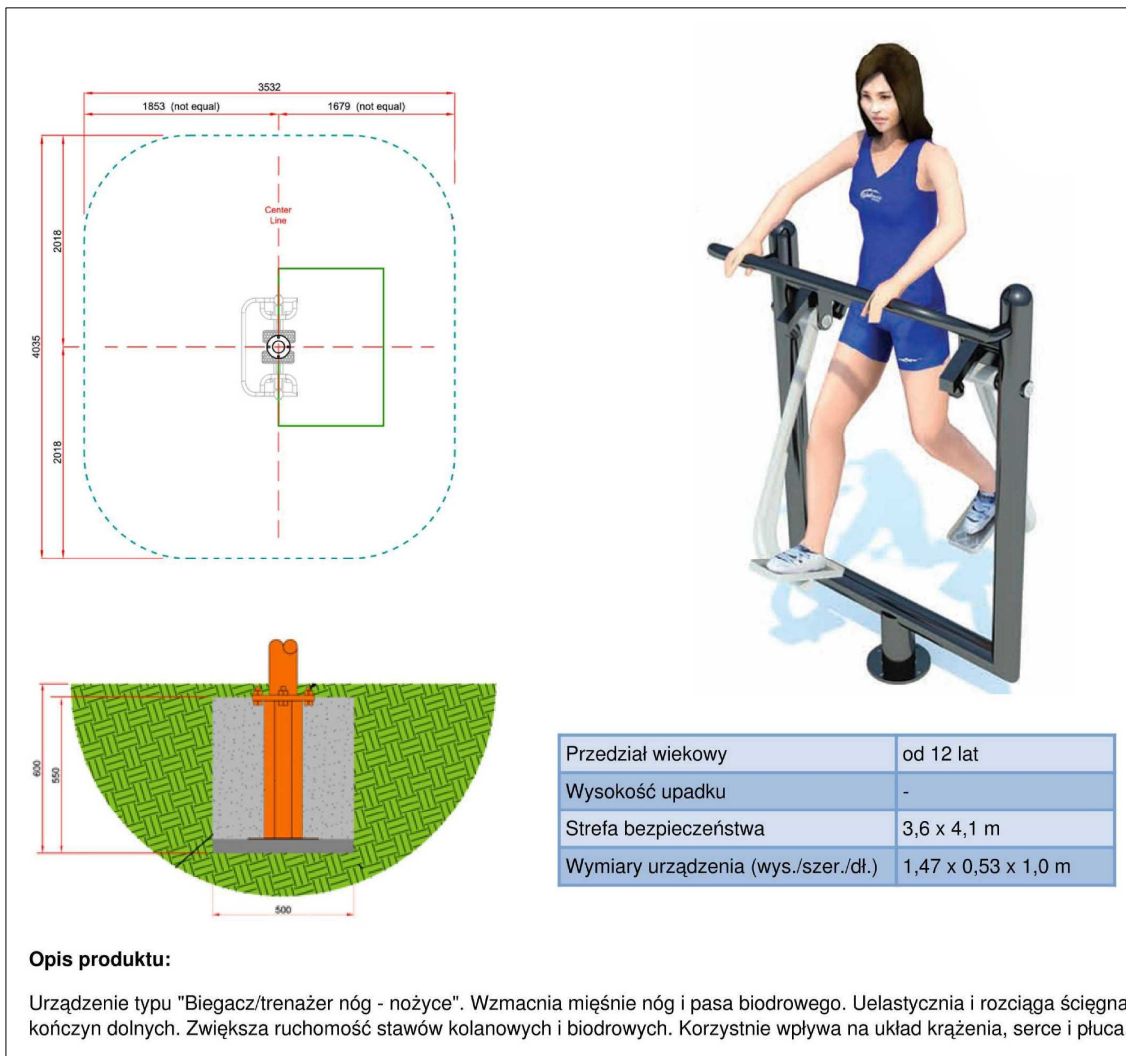 3532
1853 (not equal)
1679 (not equal)
Center
Line
2018
4035
2018
600
550
500
Przedział wiekowy od 12 lat
Wysokość upadku -
Strefa bezpieczeństwa 3,6 x 4,1 m
Wymiary urządzenia (wys./szer./dł.) 1,47 x 0,53 x 1,0 m
Opis produktu:
Urządzenie typu "Biegacz/trenażer nóg - nożyce". Wzmacnia mięśnie nóg i pasa biodrowego. Uelastycznia i rozciąga ścięgna
kończyn dolnych. Zwiększa ruchomość stawów kolanowych i biodrowych. Korzystnie wpływa na układ krążenia, serce i płuca